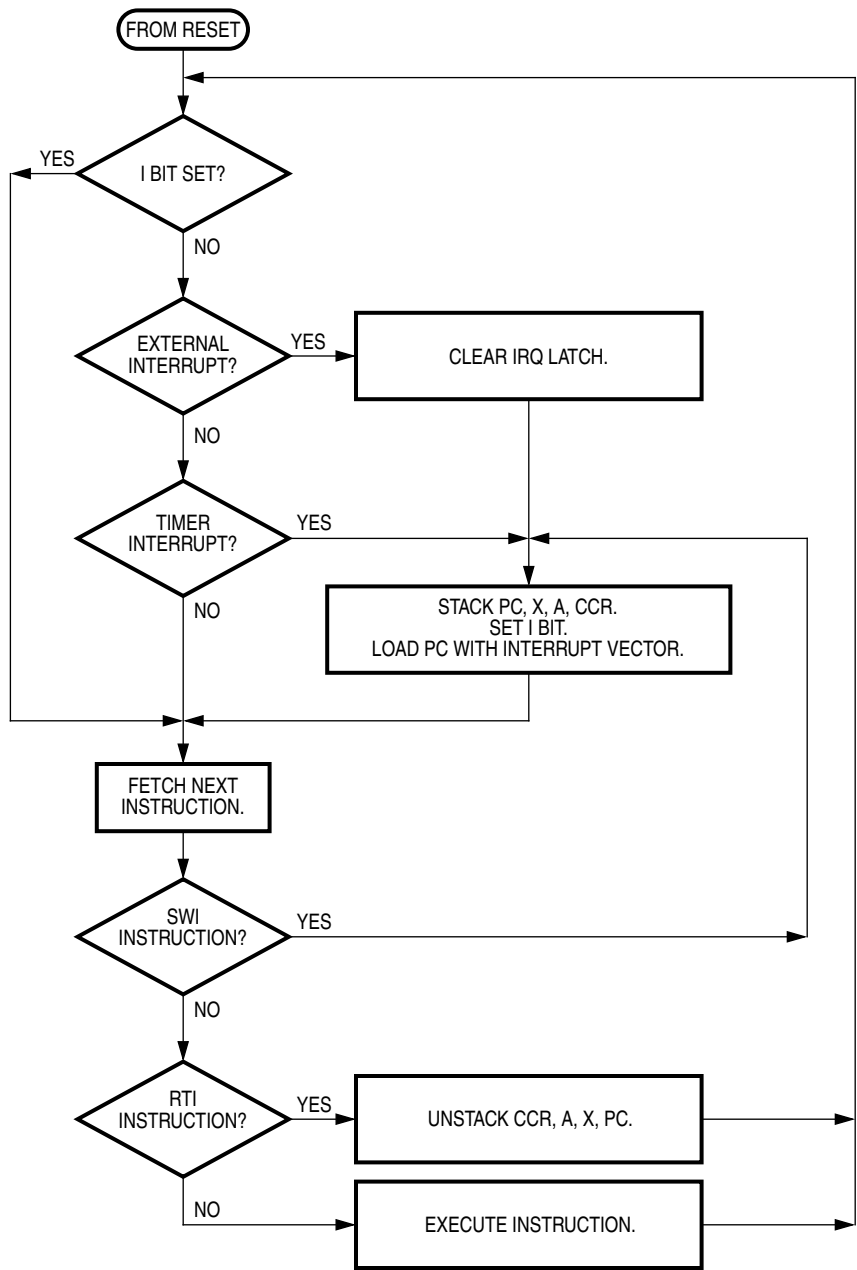 FROM RESET
YES
I BIT SET?
NO
EXTERNAL
INTERRUPT?
YES
CLEAR IRQ LATCH.
NO
TIMER
INTERRUPT?
YES
NO
STACK PC, X, A, CCR.
SET I BIT.
LOAD PC WITH INTERRUPT VECTOR.
FETCH NEXT
INSTRUCTION.
SWI
INSTRUCTION?
YES
NO
RTI
INSTRUCTION?
YES
UNSTACK CCR, A, X, PC.
NO
EXECUTE INSTRUCTION.